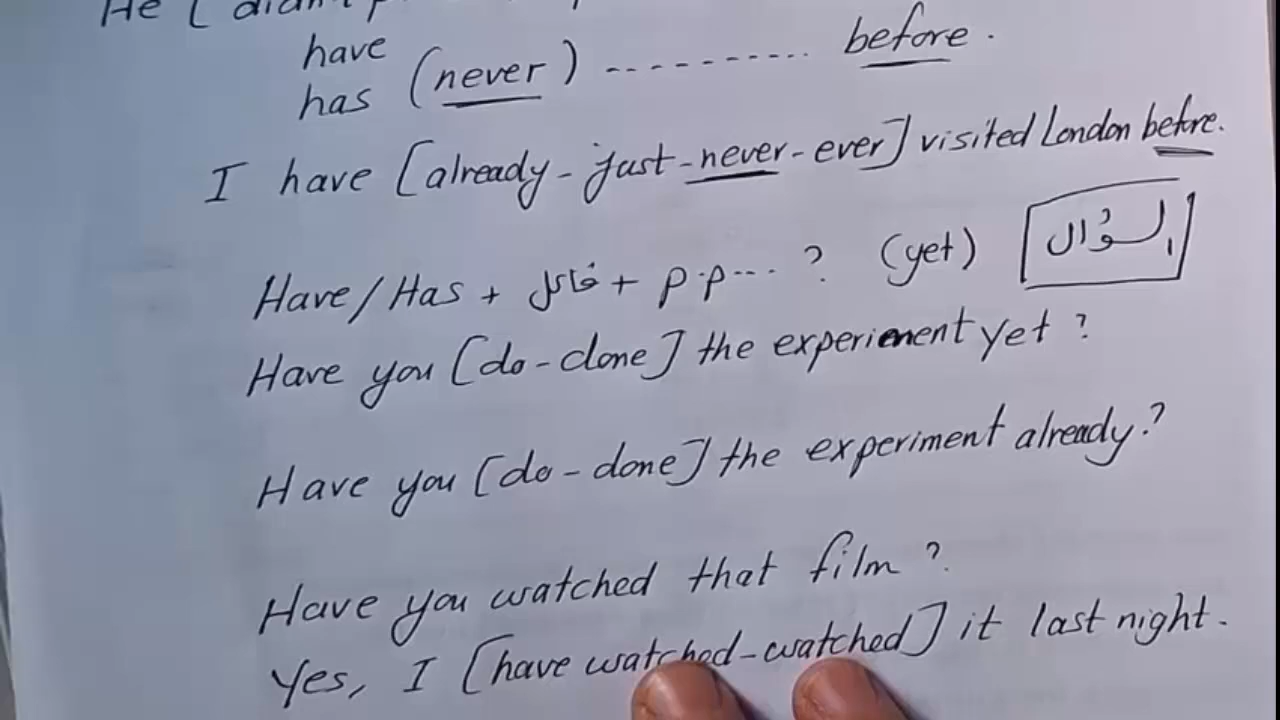 He [
have
has (never) ---------- before.
I have [already - just - never - ever] visited London before.
Have/Has + فاعل + p.p... ? (yet) السؤال
Have you [do - done] the experiment yet ?
Have you [do - done] the experiment already?
Have you watched that film ?
Yes, I [have watched - watched] it last night.